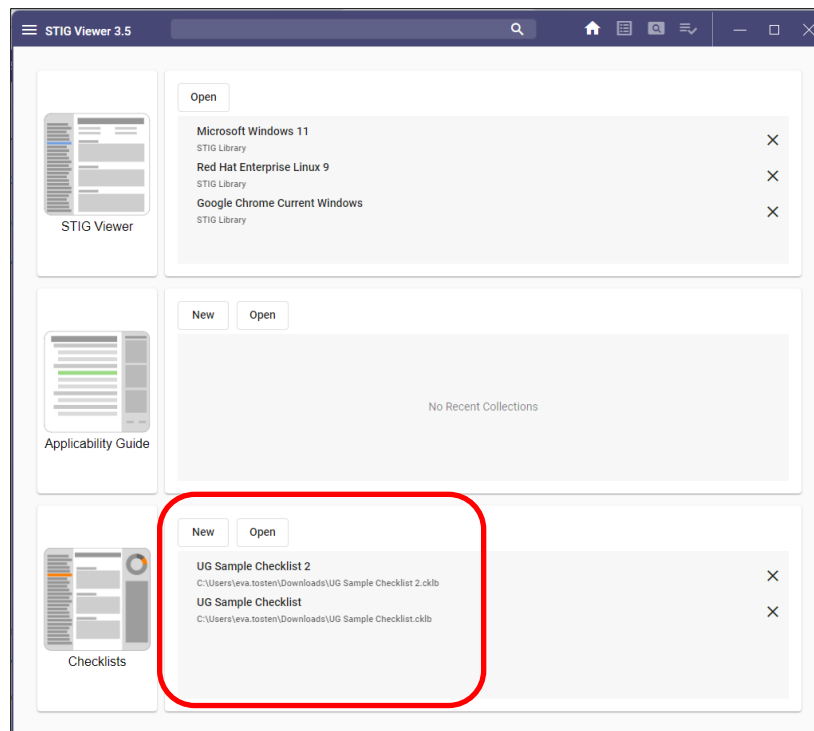 STIG Viewer 3.5
Open
Microsoft Windows 11
STIG Library
Red Hat Enterprise Linux 9
STIG Library
Google Chrome Current Windows
STIG Library
STIG Viewer
New Open
No Recent Collections
Applicability Guide
New Open
UG Sample Checklist 2
C:\Users\eva.tosten\Downloads\UG Sample Checklist 2.cklb
UG Sample Checklist
C:\Users\eva.tosten\Downloads\UG Sample Checklist.cklb
Checklists